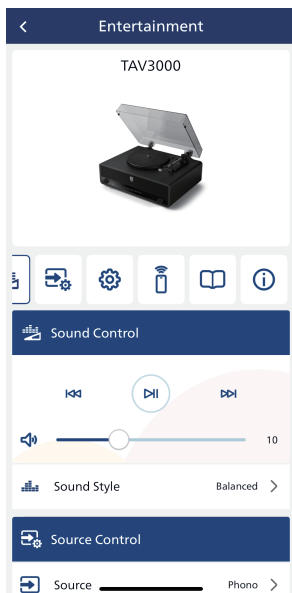 Entertainment
TAV3000
Sound Control
10
Sound Style Balanced
Source Control
Source Phono